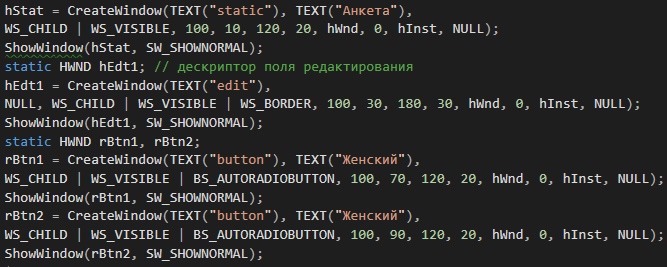 hStat = CreateWindow(TEXT("static"), TEXT("Анкета"),
WS_CHILD | WS_VISIBLE, 100, 10, 120, 20, hWnd, 0, hInst, NULL);
ShowWindow(hStat, SW_SHOWNORMAL);
static HWND hEdt1; // дескриптор поля редактирования
hEdt1 = CreateWindow(TEXT("edit"),
NULL, WS_CHILD | WS_VISIBLE | WS_BORDER, 100, 30, 180, 30, hWnd, 0, hInst, NULL);
ShowWindow(hEdt1, SW_SHOWNORMAL);
static HWND rBtn1, rBtn2;
rBtn1 = CreateWindow(TEXT("button"), TEXT("Женский"),
WS_CHILD | WS_VISIBLE | BS_AUTORADIOBUTTON, 100, 70, 120, 20, hWnd, 0, hInst, NULL);
ShowWindow(rBtn1, SW_SHOWNORMAL);
rBtn2 = CreateWindow(TEXT("button"), TEXT("Женский"),
WS_CHILD | WS_VISIBLE | BS_AUTORADIOBUTTON, 100, 90, 120, 20, hWnd, 0, hInst, NULL);
ShowWindow(rBtn2, SW_SHOWNORMAL);